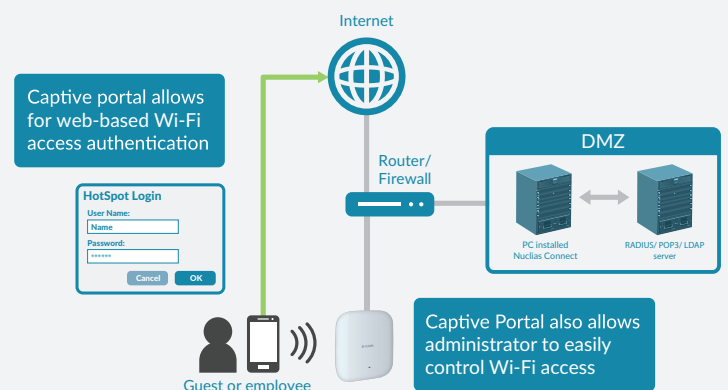 Internet
Captive portal allows
for web-based Wi-Fi
access authentication
Router/
Firewall
DMZ
PC installed
Nuclias Connect
RADIUS/ POP3/ LDAP
server
HotSpot Login
User Name:
Name
Password:
******
Cancel
OK
Captive Portal also allows
administrator to easily
control Wi-Fi access
Guest or employee